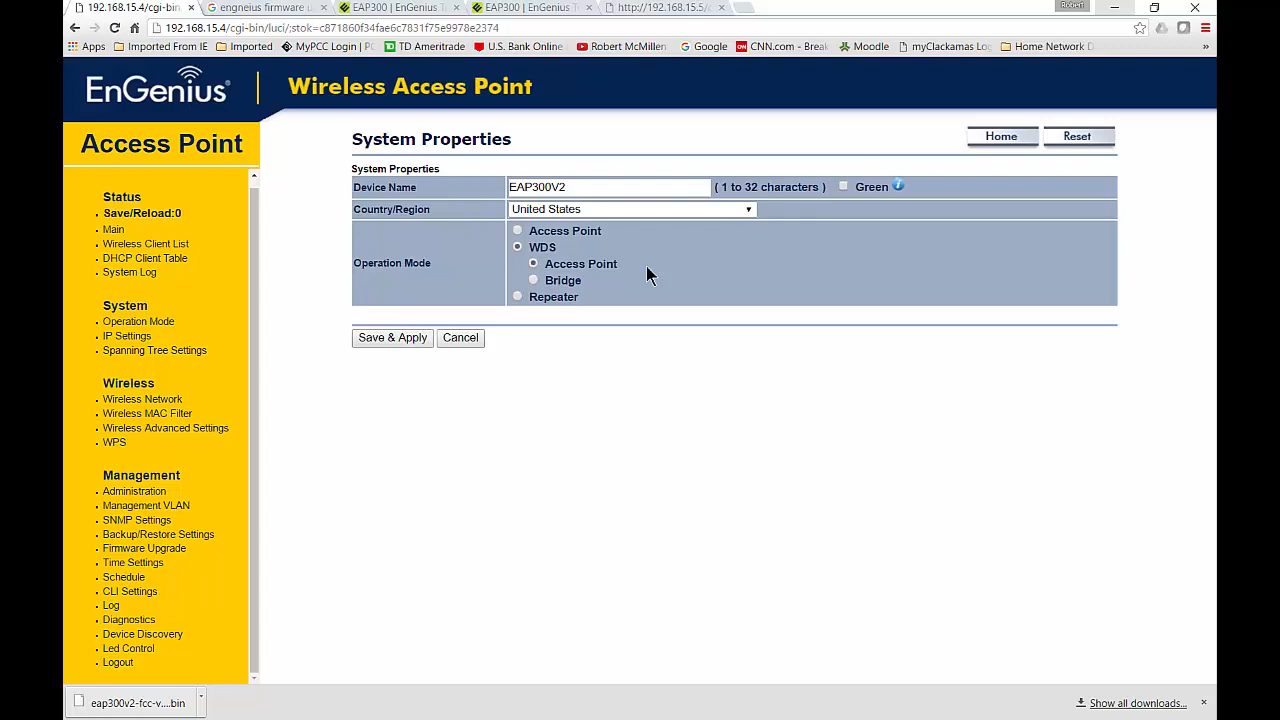 192.168.15.4/cgi-bin
engneius firmware u
EAP300 | EnGenius T
EAP300 | EnGenius T
http://192.168.15.5/c
Robert
192.168.15.4/cgi-bin/luci/;stok=c871860f34fae6c7831f75e9978e2374
Apps
Imported From IE
Imported
MyPCC Login | P
TD Ameritrade
U.S. Bank Online
Robert McMillen
Google
CNN.com - Break
Moodle
myClackamas Lo
Home Network D
»
EnGenius
Wireless Access Point
Access Point
Status
Save/Reload:0
Main
Wireless Client List
DHCP Client Table
System Log
System
Operation Mode
IP Settings
Spanning Tree Settings
Wireless
Wireless Network
Wireless MAC Filter
Wireless Advanced Settings
WPS
Management
Administration
Management VLAN
SNMP Settings
Backup/Restore Settings
Firmware Upgrade
Time Settings
Schedule
CLI Settings
Log
Diagnostics
Device Discovery
Led Control
Logout
System Properties
Home
Reset
System Properties
Device Name
EAP300V2
( 1 to 32 characters )
Green
Country/Region
United States
Operation Mode
Access Point
WDS
Access Point
Bridge
Repeater
Save & Apply
Cancel
eap300v2-fcc-v....bin
Show all downloads...